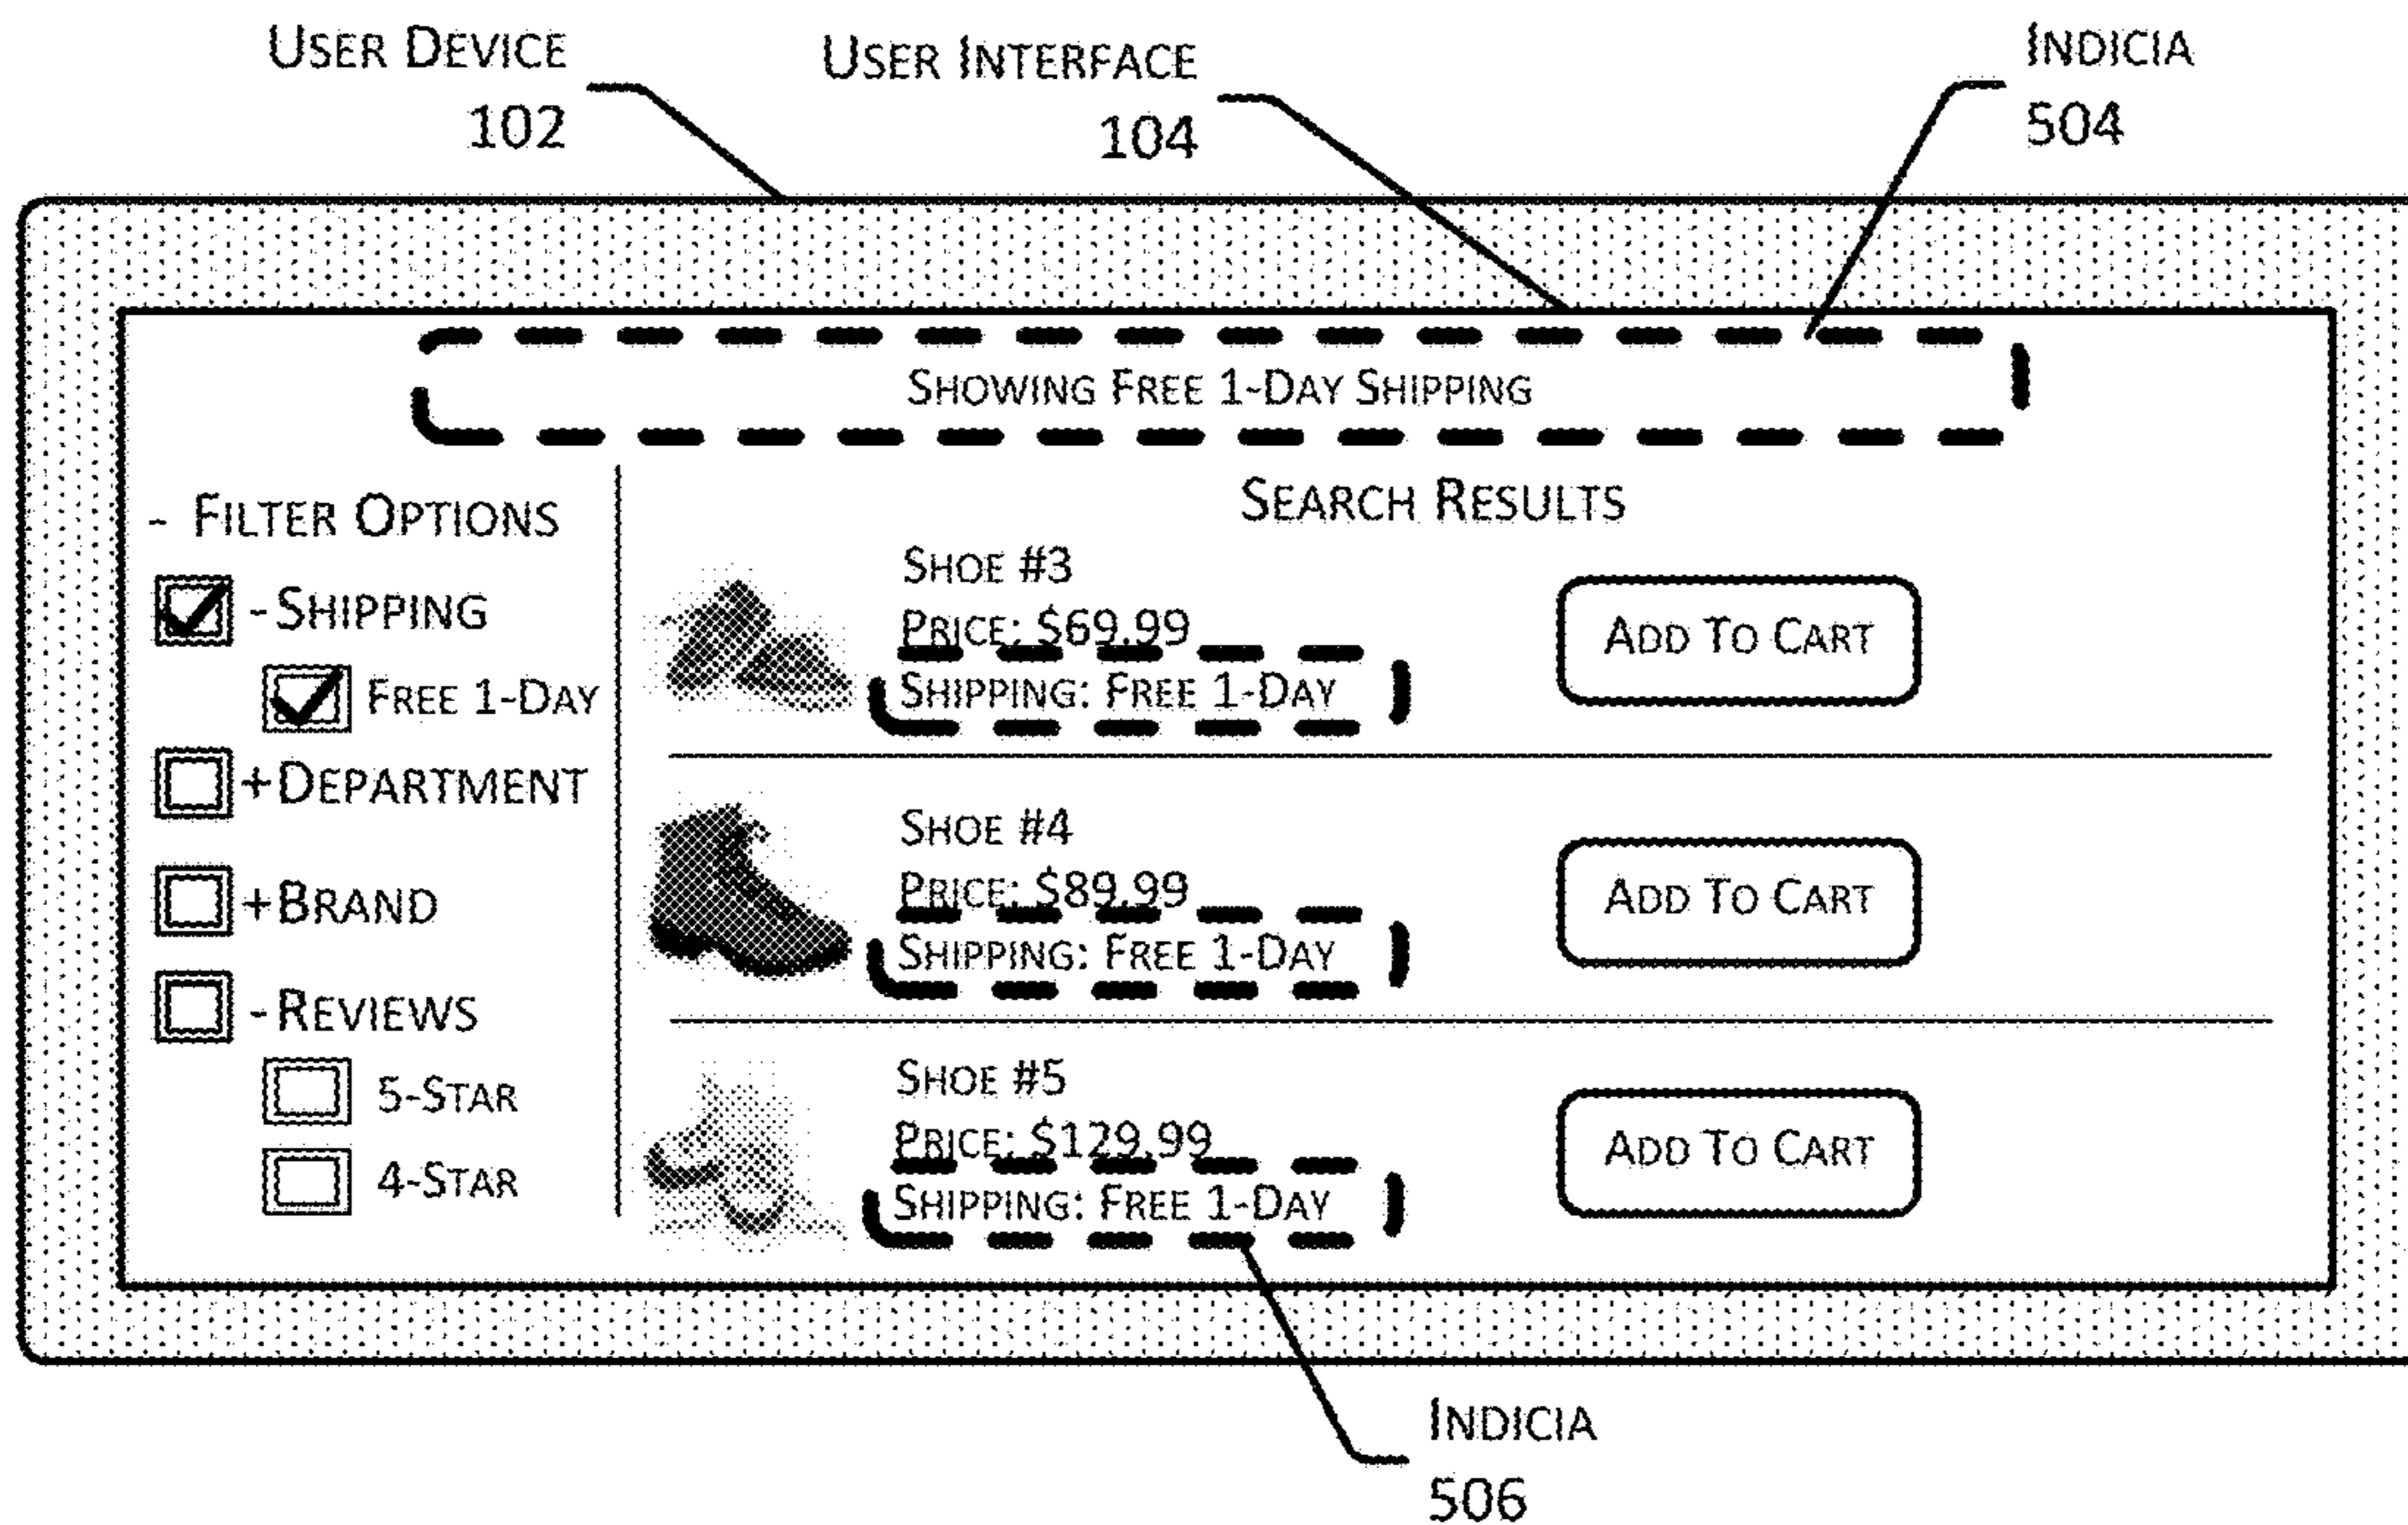 User Device
102
User Interface
104
Indicia
504
Showing Free 1-Day Shipping
- Filter Options
- Shipping
Free 1-Day
+Department
+Brand
- Reviews
5-Star
4-Star
Search Results
Shoe #3
Price: $69.99
Shipping: Free 1-Day
Add To Cart
Shoe #4
Price: $89.99
Shipping: Free 1-Day
Add To Cart
Shoe #5
Price: $129.99
Shipping: Free 1-Day
Add To Cart
Indicia
506